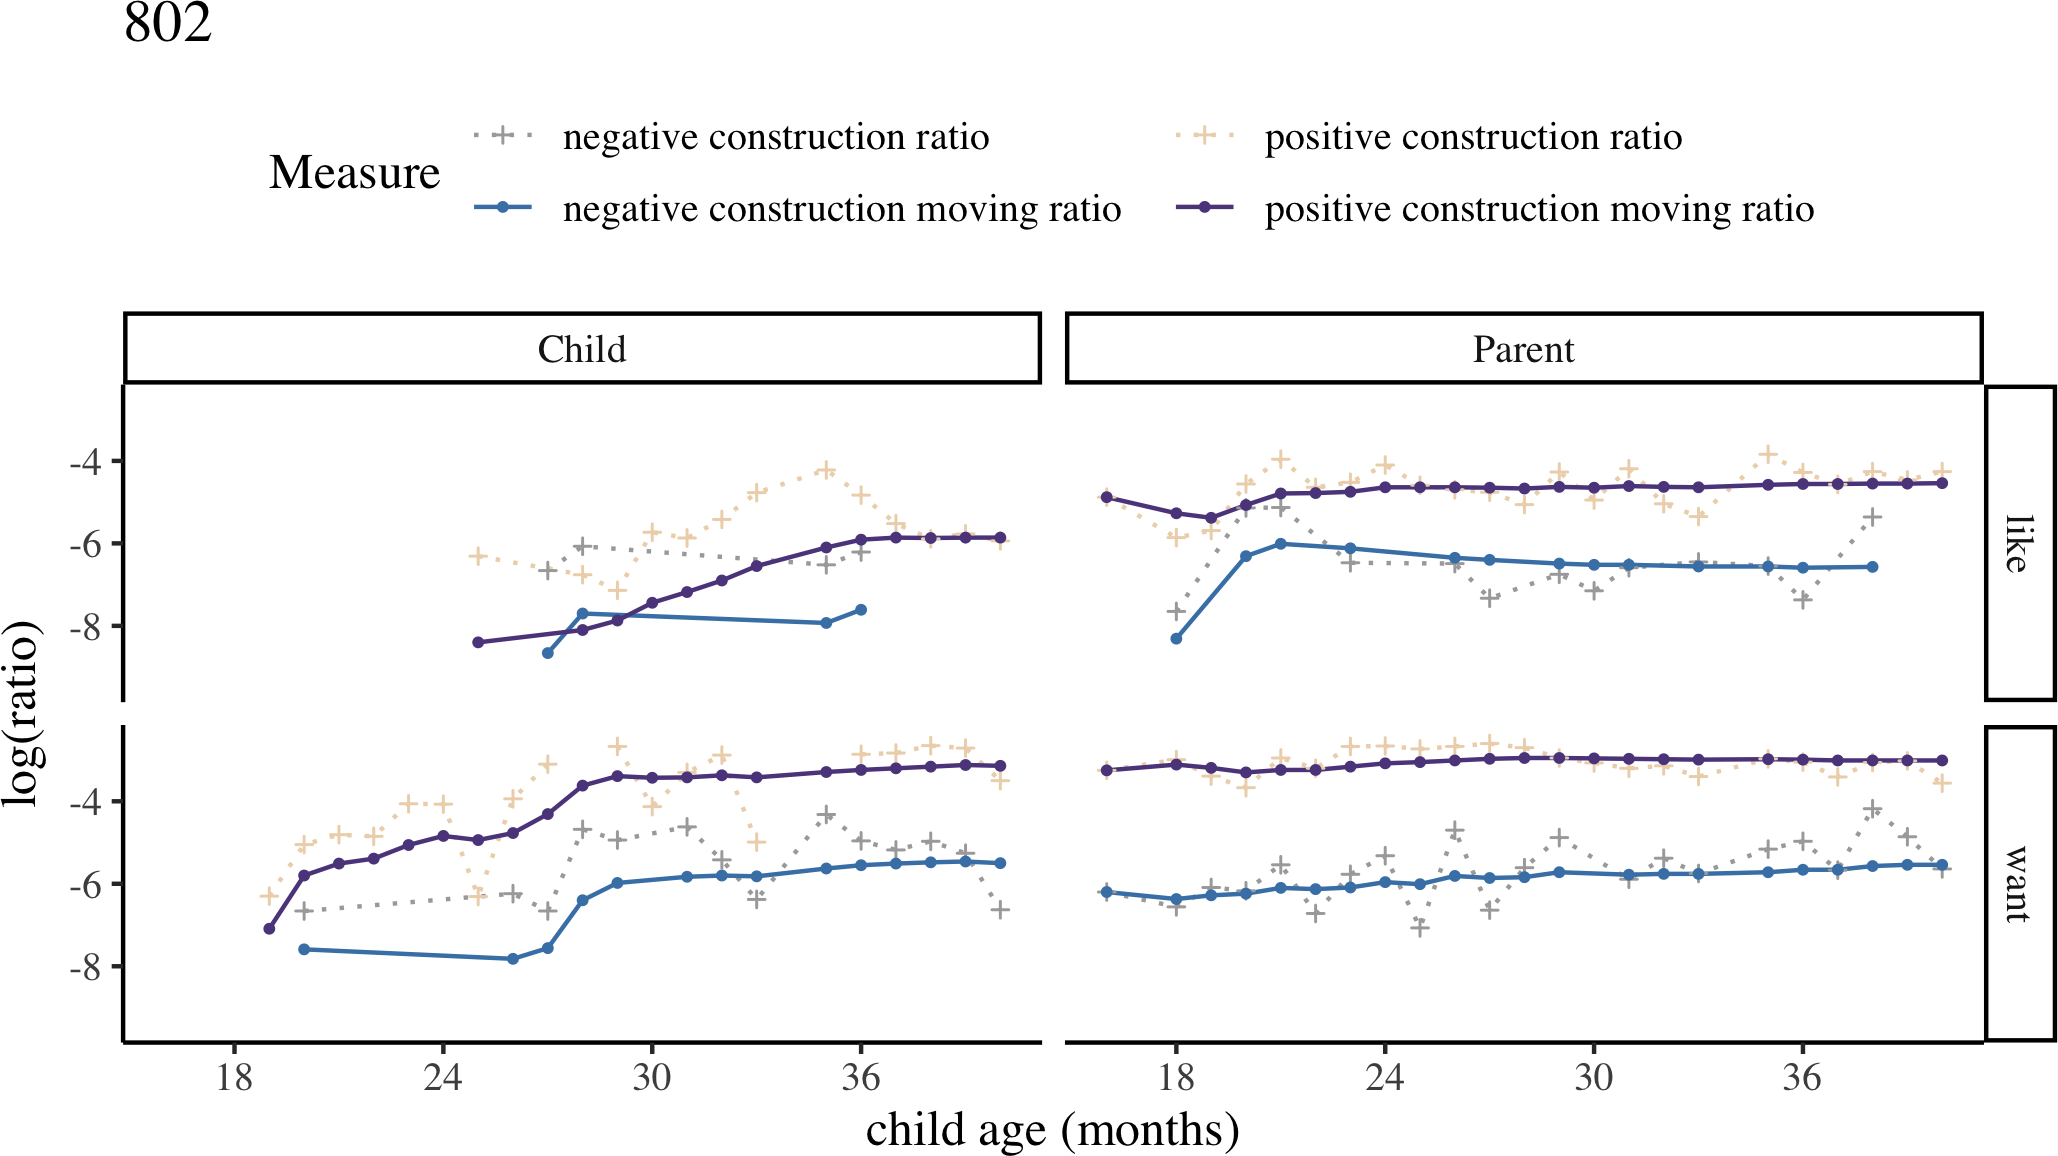 802
Measure
negative construction ratio
positive construction ratio
negative construction moving ratio
positive construction moving ratio
Child
Parent
like
want
log(ratio)
-4
-6
-8
-4
-6
-8
18
24
30
36
18
24
30
36
child age (months)